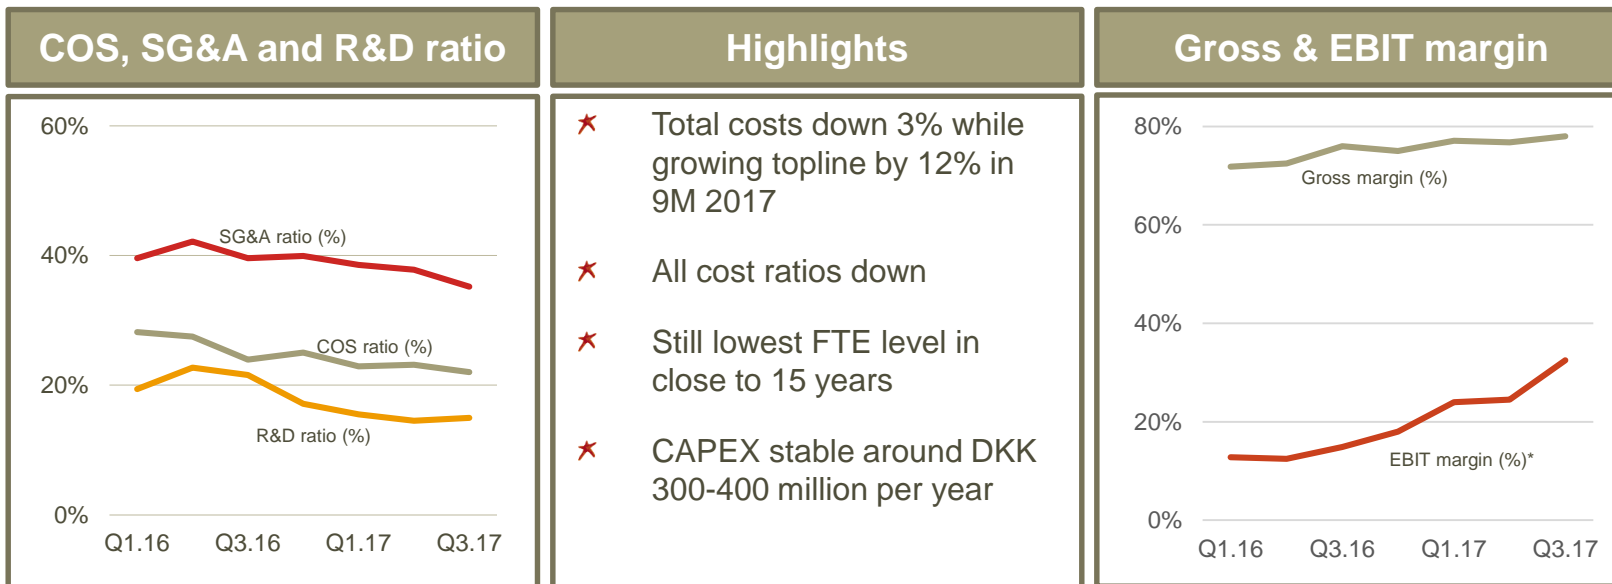 COS, SG&A and R&D ratio
60%
40%
20%
0%
SG&A ratio (%)
COS ratio (%)
R&D ratio (%)
Q1.16 Q3.16 Q1.17 Q3.17
Highlights
Total costs down 3% while
growing topline by 12% in
9M 2017
All cost ratios down
Still lowest FTE level in
close to 15 years
CAPEX stable around DKK
300-400 million per year
Gross & EBIT margin
80%
60%
40%
20%
0%
Gross margin (%)
EBIT margin (%)*
Q1.16 Q3.16 Q1.17 Q3.17